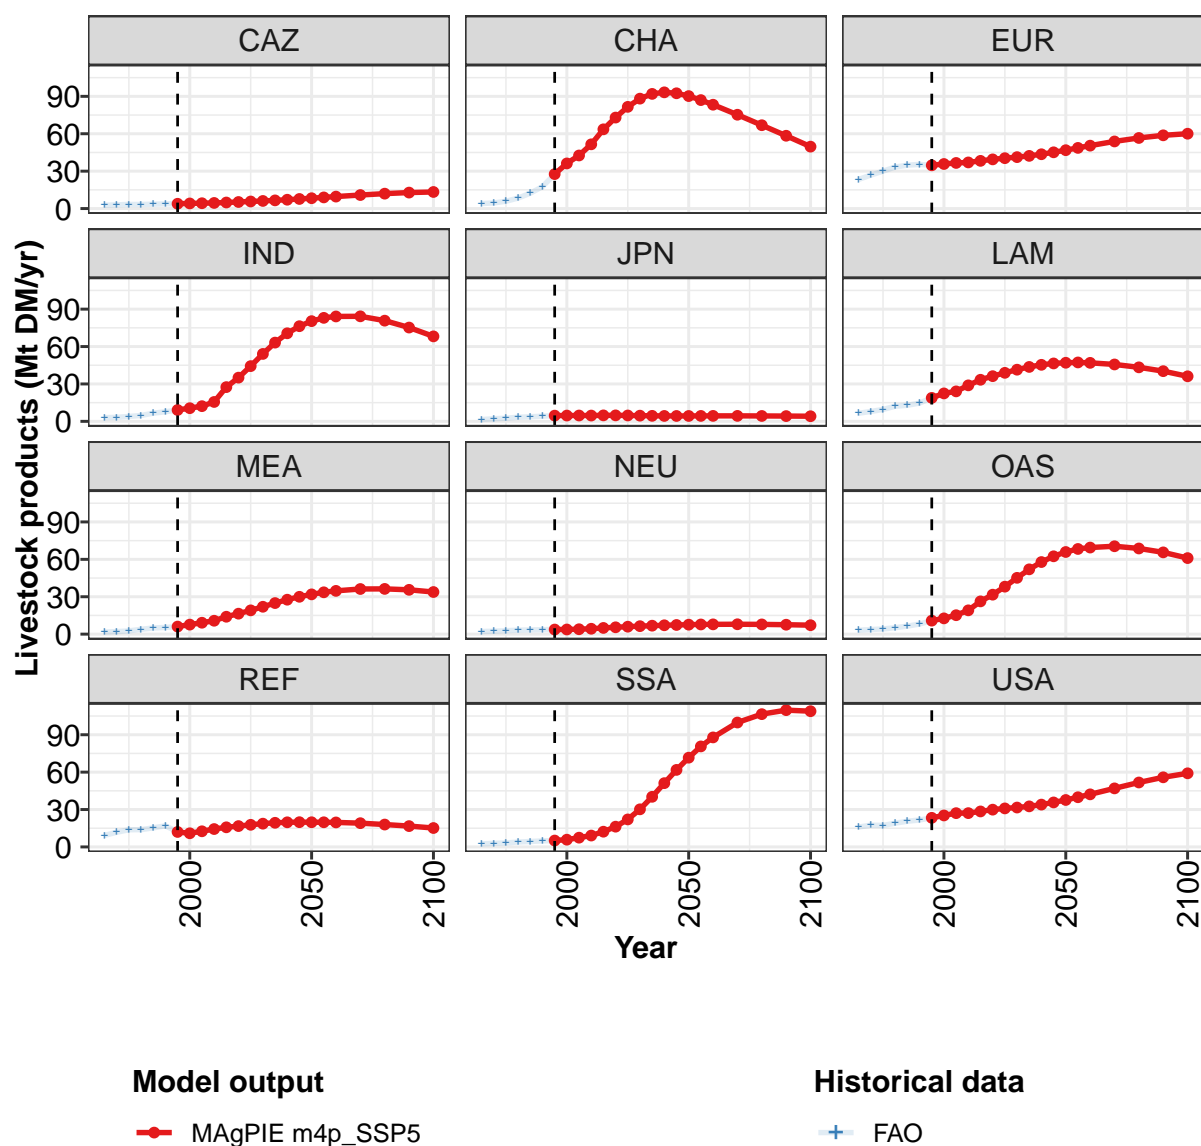 CAZ CHA EUR
90
60
30
0
IND JPN LAM
90
60
30
0
MEA NEU OAS
90
60
30
0
REF SSA USA
90
60
30
0
Livestock products (Mt DM/yr)
2000 2050 2100 2000 2050 2100 2000 2050 2100
Year
Model output Historical data
MAgPIE m4p_SSP5 FAO